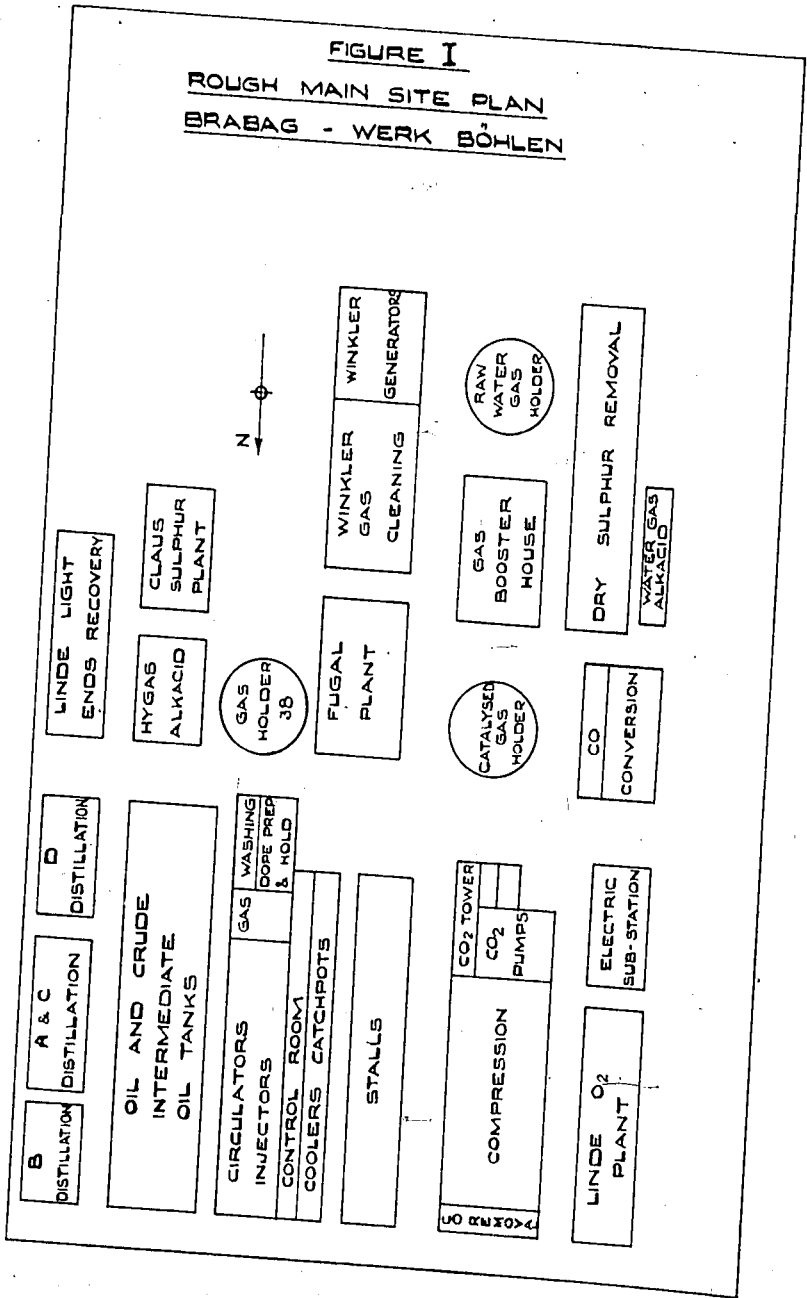 FIGURE I
ROUGH MAIN SITE PLAN
BRABAG - WERK BÖHLEN
N
B
DISTILLATION
A & C
DISTILLATION
D
DISTILLATION
LINDE LIGHT
ENDS RECOVERY
OIL AND CRUDE
INTERMEDIATE
OIL TANKS
HYGAS
ALKACID
CLAUS
SULPHUR
PLANT
CIRCULATORS
INJECTORS
GAS WASHING
DOPE PREP
& HOLD
CONTROL ROOM
COOLERS CATCHPOTS
GAS
HOLDER
38
STALLS
FUGAL
PLANT
WINKLER
GAS
CLEANING
WINKLER
GENERATORS
CO REMOVAL
COMPRESSION
CO2 TOWER
CO2
PUMPS
CATALYSED
GAS
HOLDER
GAS
BOOSTER
HOUSE
RAW
WATER
GAS
HOLDER
LINDE O2
PLANT
ELECTRIC
SUB-STATION
CO
CONVERSION
DRY SULPHUR REMOVAL
WATER GAS
ALKACID